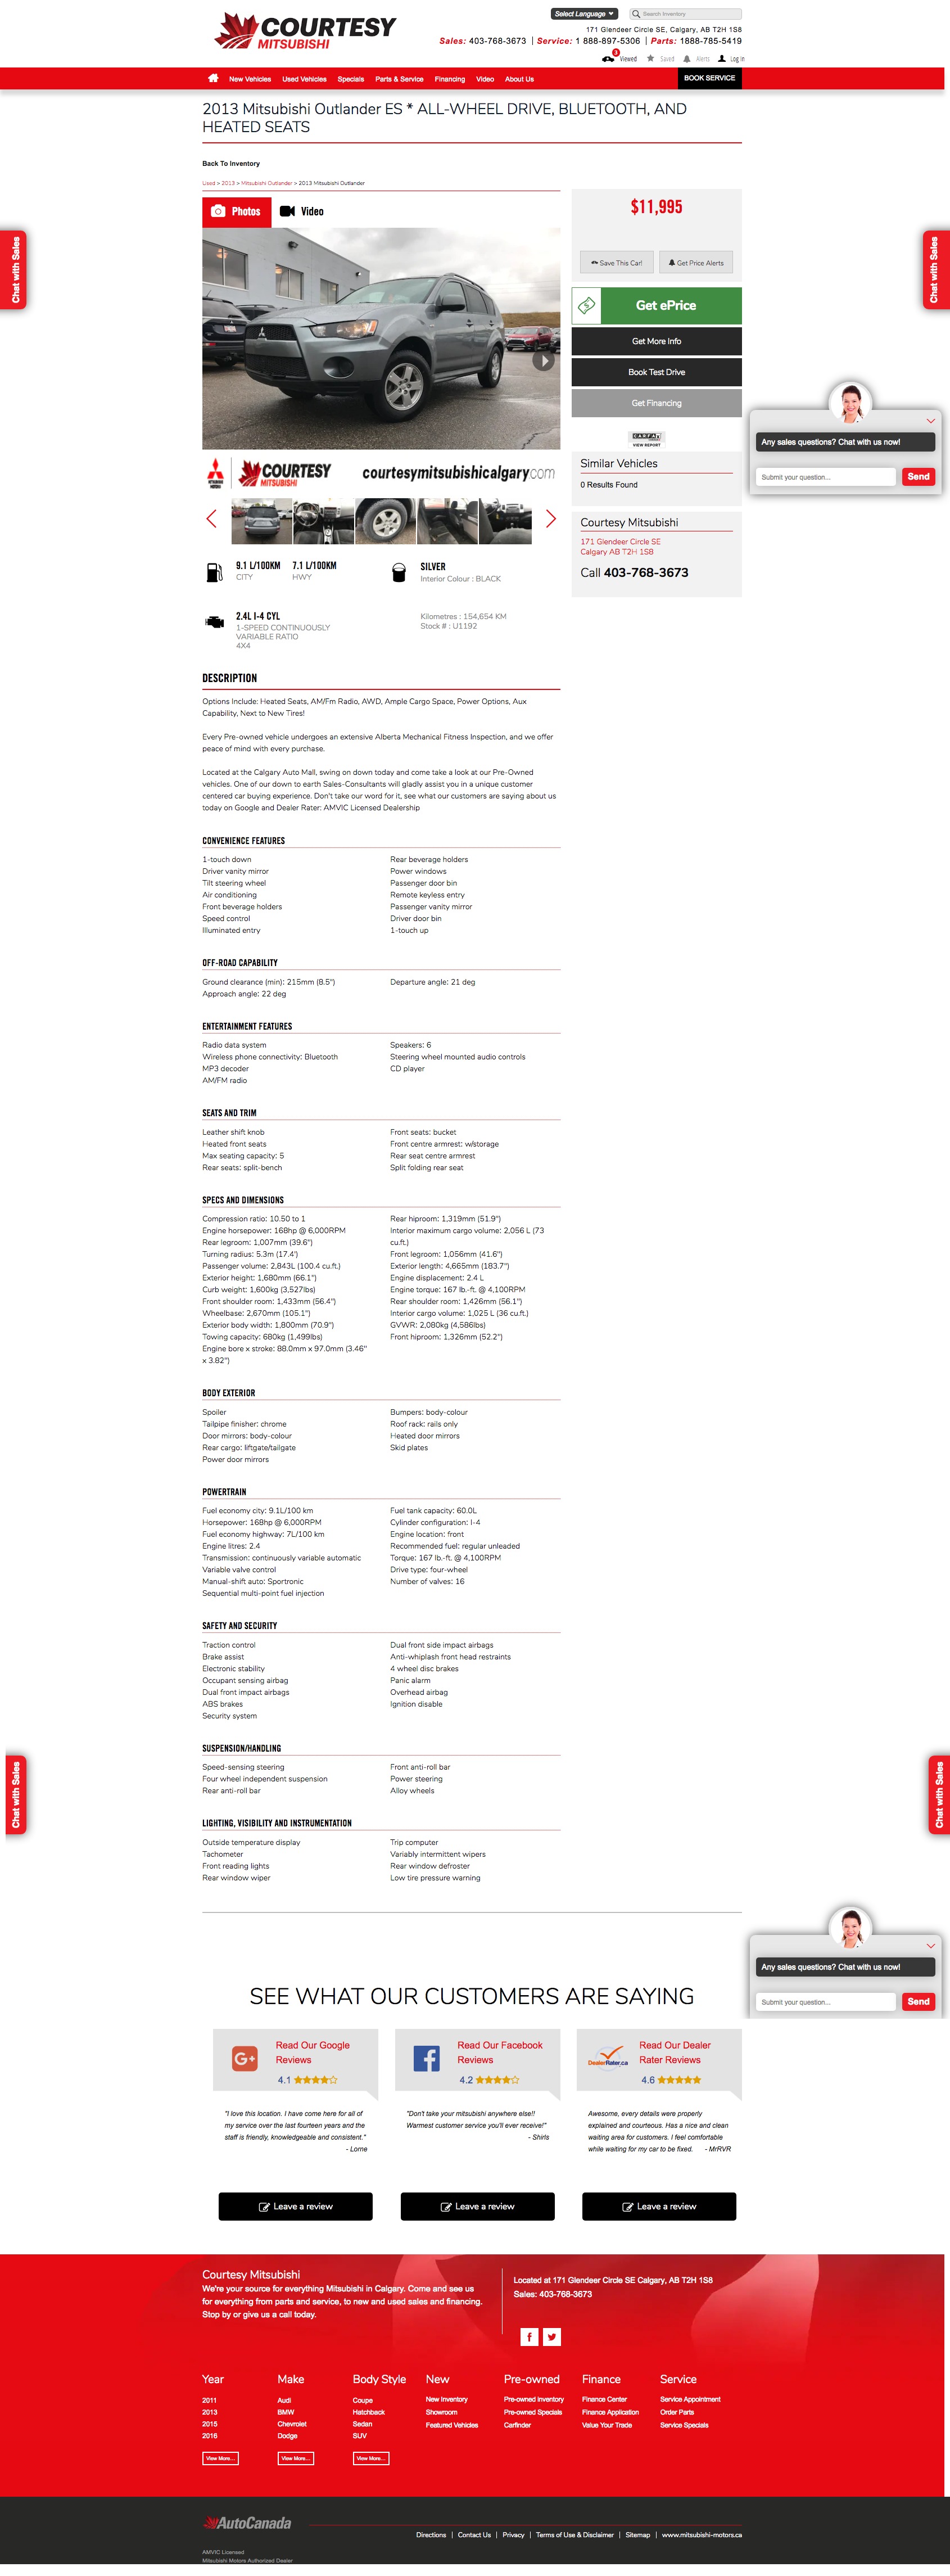 COURTESY
MITSUBISHI
Select Language
Search Inventory
171 Glendeer Circle SE, Calgary, AB T2H 1S8
Sales: 403-768-3673 | Service: 1 888-897-5306 | Parts: 1888-785-5419
3
Viewed Saved Alerts Log in
New Vehicles Used Vehicles Specials Parts & Service Financing Video About Us BOOK SERVICE
2013 Mitsubishi Outlander ES * ALL-WHEEL DRIVE, BLUETOOTH, AND
HEATED SEATS
Back To Inventory
Used > 2013 > Mitsubishi Outlander > 2013 Mitsubishi Outlander
Photos Video
$11,995
Save This Car! Get Price Alerts
Get ePrice
Get More Info
Book Test Drive
Get Financing
CARFAX
VIEW REPORT
Similar Vehicles
0 Results Found
Courtesy Mitsubishi
171 Glendeer Circle SE
Calgary AB T2H 1S8
Call 403-768-3673
Chat with Sales
Chat with Sales
Any sales questions? Chat with us now!
Submit your question...
Send
COURTESY
MITSUBISHI
courtesymitsubishicalgary.com
9.1 L/100KM 7.1 L/100KM
CITY HWY
SILVER
Interior Colour : BLACK
2.4L I-4 CYL
1-SPEED CONTINUOUSLY
VARIABLE RATIO
4X4
Kilometres : 154,654 KM
Stock # : U1192
DESCRIPTION
Options Include: Heated Seats, AM/Fm Radio, AWD, Ample Cargo Space, Power Options, Aux
Capability, Next to New Tires!
Every Pre-owned vehicle undergoes an extensive Alberta Mechanical Fitness Inspection, and we offer
peace of mind with every purchase.
Located at the Calgary Auto Mall, swing on down today and come take a look at our Pre-Owned
vehicles. One of our down to earth Sales-Consultants will gladly assist you in a unique customer
centered car buying experience. Don't take our word for it, see what our customers are saying about us
today on Google and Dealer Rater: AMVIC Licensed Dealership
CONVENIENCE FEATURES
1-touch down
Driver vanity mirror
Tilt steering wheel
Air conditioning
Front beverage holders
Speed control
Illuminated entry
Rear beverage holders
Power windows
Passenger door bin
Remote keyless entry
Passenger vanity mirror
Driver door bin
1-touch up
OFF-ROAD CAPABILITY
Ground clearance (min): 215mm (8.5")
Approach angle: 22 deg
Departure angle: 21 deg
ENTERTAINMENT FEATURES
Radio data system
Wireless phone connectivity: Bluetooth
MP3 decoder
AM/FM radio
Speakers: 6
Steering wheel mounted audio controls
CD player
SEATS AND TRIM
Leather shift knob
Heated front seats
Max seating capacity: 5
Rear seats: split-bench
Front seats: bucket
Front centre armrest: w/storage
Rear seat centre armrest
Split folding rear seat
SPECS AND DIMENSIONS
Compression ratio: 10.50 to 1
Engine horsepower: 168hp @ 6,000RPM
Rear legroom: 1,007mm (39.6")
Turning radius: 5.3m (17.4')
Passenger volume: 2,843L (100.4 cu.ft.)
Exterior height: 1,680mm (66.1")
Curb weight: 1,600kg (3,527lbs)
Front shoulder room: 1,433mm (56.4")
Wheelbase: 2,670mm (105.1")
Exterior body width: 1,800mm (70.9")
Towing capacity: 680kg (1,499lbs)
Engine bore x stroke: 88.0mm x 97.0mm (3.46"
x 3.82")
Rear hiproom: 1,319mm (51.9")
Interior maximum cargo volume: 2,056 L (73
cu.ft.)
Front legroom: 1,056mm (41.6")
Exterior length: 4,665mm (183.7")
Engine displacement: 2.4 L
Engine torque: 167 lb.-ft. @ 4,100RPM
Rear shoulder room: 1,426mm (56.1")
Interior cargo volume: 1,025 L (36 cu.ft.)
GVWR: 2,080kg (4,586lbs)
Front hiproom: 1,326mm (52.2")
BODY EXTERIOR
Spoiler
Tailpipe finisher: chrome
Door mirrors: body-colour
Rear cargo: liftgate/tailgate
Power door mirrors
Bumpers: body-colour
Roof rack: rails only
Heated door mirrors
Skid plates
POWERTRAIN
Fuel economy city: 9.1L/100 km
Horsepower: 168hp @ 6,000RPM
Fuel economy highway: 7L/100 km
Engine litres: 2.4
Transmission: continuously variable automatic
Variable valve control
Manual-shift auto: Sportronic
Sequential multi-point fuel injection
Fuel tank capacity: 60.0L
Cylinder configuration: I-4
Engine location: front
Recommended fuel: regular unleaded
Torque: 167 lb.-ft. @ 4,100RPM
Drive type: four-wheel
Number of valves: 16
SAFETY AND SECURITY
Traction control
Brake assist
Electronic stability
Occupant sensing airbag
Dual front impact airbags
ABS brakes
Security system
Dual front side impact airbags
Anti-whiplash front head restraints
4 wheel disc brakes
Panic alarm
Overhead airbag
Ignition disable
SUSPENSION/HANDLING
Speed-sensing steering
Four wheel independent suspension
Rear anti-roll bar
Front anti-roll bar
Power steering
Alloy wheels
Chat with Sales
Chat with Sales
LIGHTING, VISIBILITY AND INSTRUMENTATION
Outside temperature display
Tachometer
Front reading lights
Rear window wiper
Trip computer
Variably intermittent wipers
Rear window defroster
Low tire pressure warning
Any sales questions? Chat with us now!
Submit your question...
Send
SEE WHAT OUR CUSTOMERS ARE SAYING
Read Our Google
Reviews
4.1
"I love this location. I have come here for all of
my service over the last fourteen years and the
staff is friendly, knowledgeable and consistent."
- Lorne
Leave a review
Read Our Facebook
Reviews
4.2
"Don't take your mitsubishi anywhere else!!
Warmest customer service you'll ever receive!"
- Shirls
Leave a review
DealerRater.ca
Read Our Dealer
Rater Reviews
4.6
Awesome, every details were properly
explained and courteous. Has a nice and clean
waiting area for customers. I feel comfortable
while waiting for my car to be fixed. - MrRVR
Leave a review
Courtesy Mitsubishi
We're your source for everything Mitsubishi in Calgary. Come and see us
for everything from parts and service, to new and used sales and financing.
Stop by or give us a call today.
Located at 171 Glendeer Circle SE Calgary, AB T2H 1S8
Sales: 403-768-3673
Year
2011
2013
2015
2016
View More...
Make
Audi
BMW
Chevrolet
Dodge
View More...
Body Style
Coupe
Hatchback
Sedan
SUV
View More...
New
New Inventory
Showroom
Featured Vehicles
Pre-owned
Pre-owned Inventory
Pre-owned Specials
Carfinder
Finance
Finance Center
Finance Application
Value Your Trade
Service
Service Appointment
Order Parts
Service Specials
AutoCanada
Directions | Contact Us | Privacy | Terms of Use & Disclaimer | Sitemap | www.mitsubishi-motors.ca
AMVIC Licensed
Mitsubishi Motors Authorized Dealer